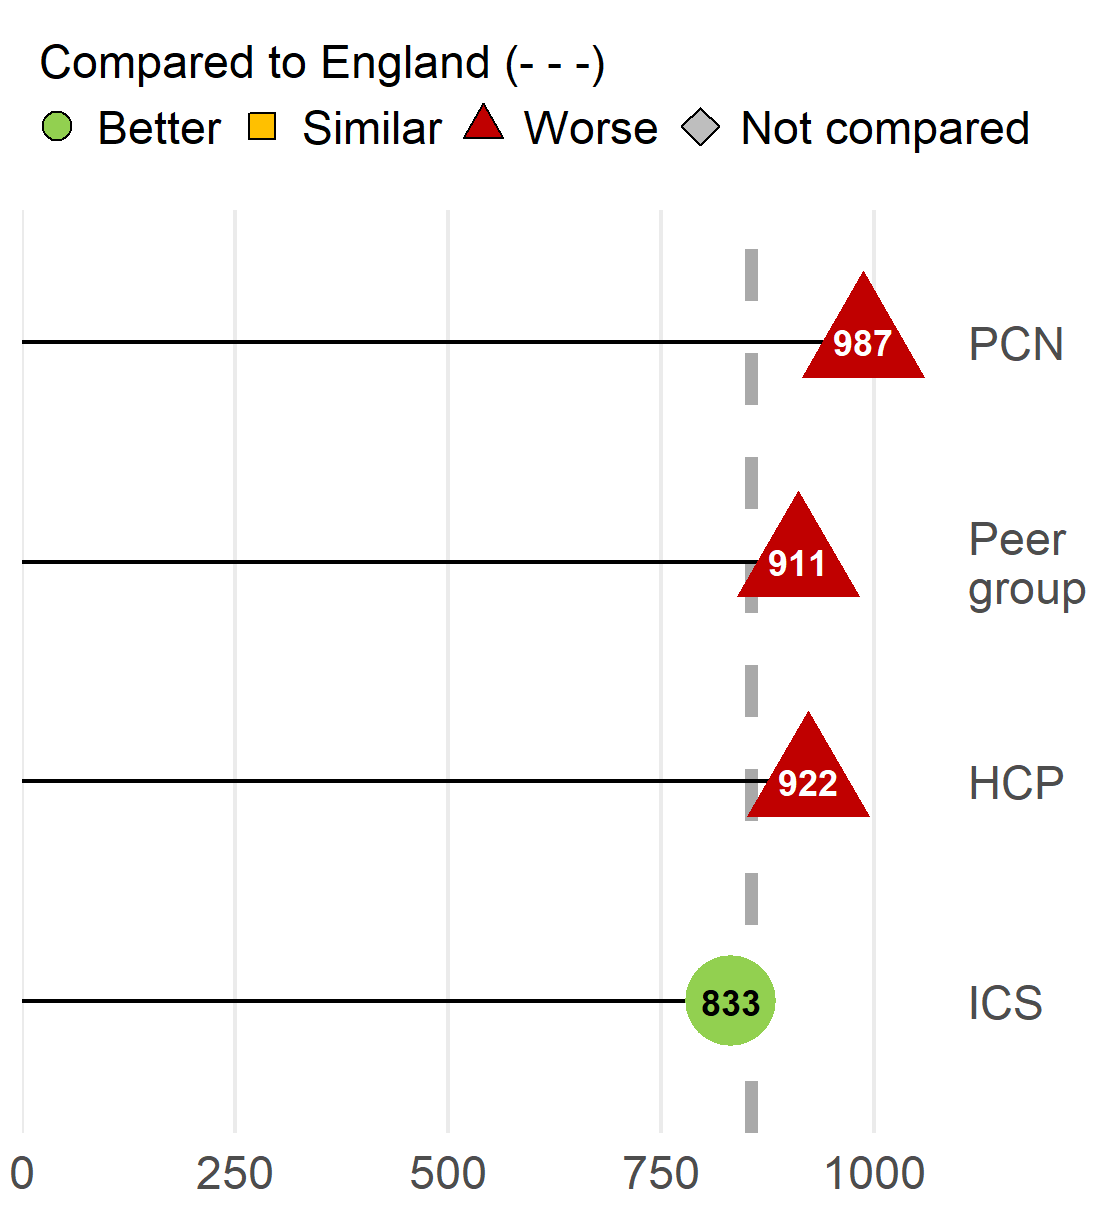 Compared to England (- - -)
Better Similar Worse Not compared
987 PCN
911 Peer
group
922 HCP
833 ICS
0 250 500 750 1000